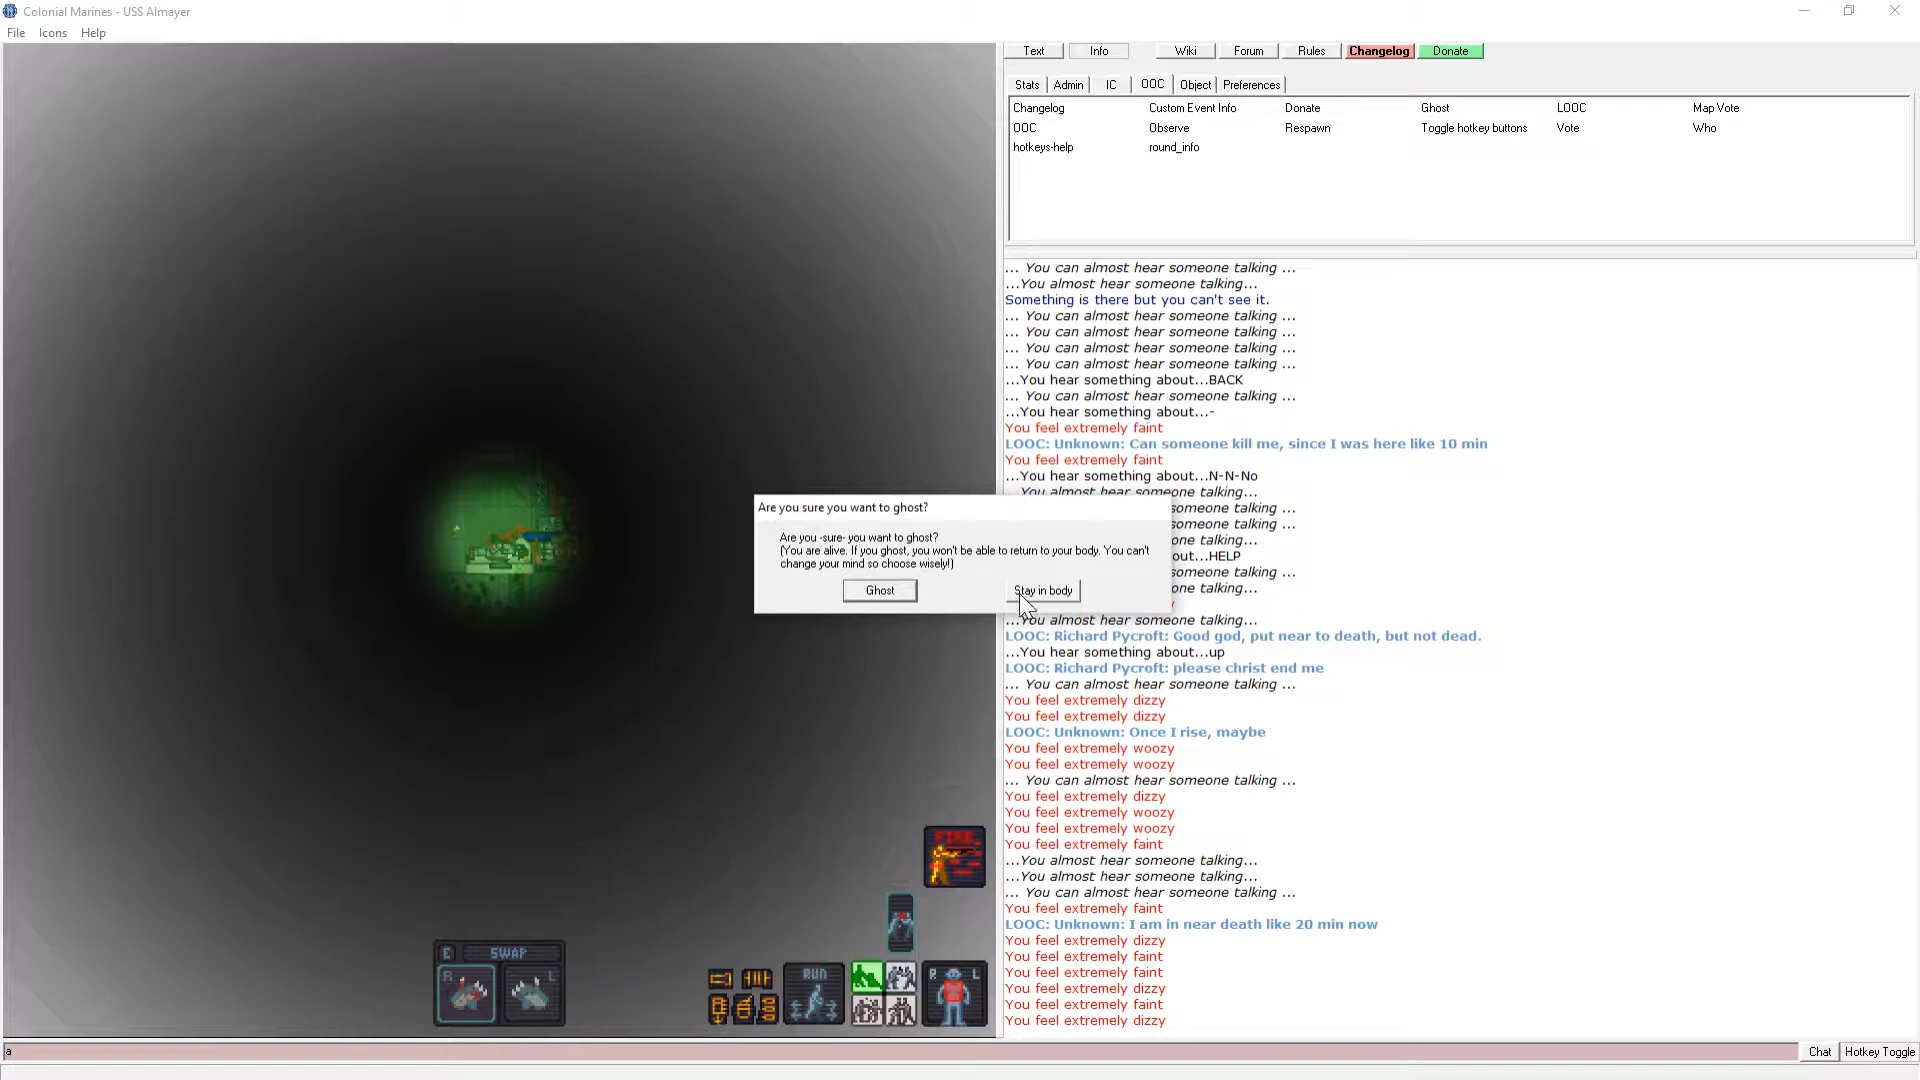 Colonial Marines - USS Almayer
File Icons Help
Text Info Wiki Forum Rules Changelog Donate
Stats Admin IC OOC Object Preferences
Changelog Custom Event Info Donate Ghost LOOC Map Vote
OOC Observe Respawn Toggle hotkey buttons Vote Who
hotkeys-help round_info
... You can almost hear someone talking ...
...You almost hear someone talking...
Something is there but you can't see it.
... You can almost hear someone talking ...
... You can almost hear someone talking ...
... You can almost hear someone talking ...
... You can almost hear someone talking ...
...You hear something about...BACK
... You can almost hear someone talking ...
...You hear something about...-
You feel extremely faint
LOOC: Unknown: Can someone kill me, since I was here like 10 min
You feel extremely faint
...You hear something about...N-N-No
...You almost hear someone talking...
someone talking ...
someone talking ...
one talking...
out...HELP
someone talking ...
one talking...
...You almost hear someone talking...
LOOC: Richard Pycroft: Good god, put near to death, but not dead.
...You hear something about...up
LOOC: Richard Pycroft: please christ end me
... You can almost hear someone talking ...
You feel extremely dizzy
You feel extremely dizzy
LOOC: Unknown: Once I rise, maybe
You feel extremely woozy
You feel extremely woozy
... You can almost hear someone talking ...
You feel extremely dizzy
You feel extremely woozy
You feel extremely woozy
You feel extremely faint
...You almost hear someone talking...
...You almost hear someone talking...
... You can almost hear someone talking ...
You feel extremely faint
LOOC: Unknown: I am in near death like 20 min now
You feel extremely dizzy
You feel extremely faint
You feel extremely faint
You feel extremely dizzy
You feel extremely faint
You feel extremely dizzy
Are you sure you want to ghost?
Are you -sure- you want to ghost?
(You are alive. If you ghost, you won't be able to return to your body. You can't
change your mind so choose wisely!)
Ghost Stay in body
FIRE
E SWAP
R L
RUN
R L
a
Chat Hotkey Toggle